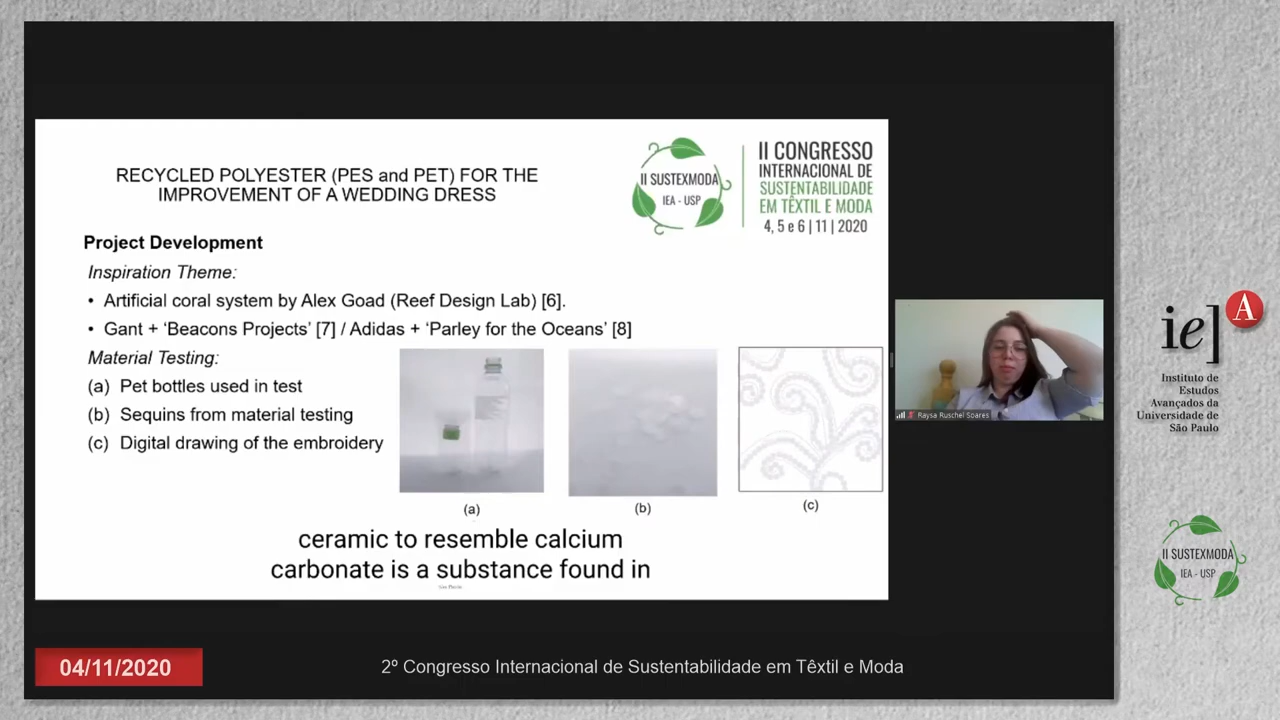 RECYCLED POLYESTER (PES and PET) FOR THE
IMPROVEMENT OF A WEDDING DRESS
II SUSTEXMODA
IEA - USP
II CONGRESSO
INTERNACIONAL DE
SUSTENTABILIDADE
EM TÊXTIL E MODA
4, 5 e 6 | 11 | 2020
Project Development
Inspiration Theme:
• Artificial coral system by Alex Goad (Reef Design Lab) [6].
• Gant + ‘Beacons Projects’ [7] / Adidas + ‘Parley for the Oceans’ [8]
Material Testing:
(a) Pet bottles used in test
(b) Sequins from material testing
(c) Digital drawing of the embroidery
(a)
(b)
(c)
ceramic to resemble calcium
carbonate is a substance found in
Raysa Ruschel Soares
iea
Instituto de
Estudos
Avançados da
Universidade de
São Paulo
II SUSTEXMODA
IEA - USP
04/11/2020
2º Congresso Internacional de Sustentabilidade em Têxtil e Moda